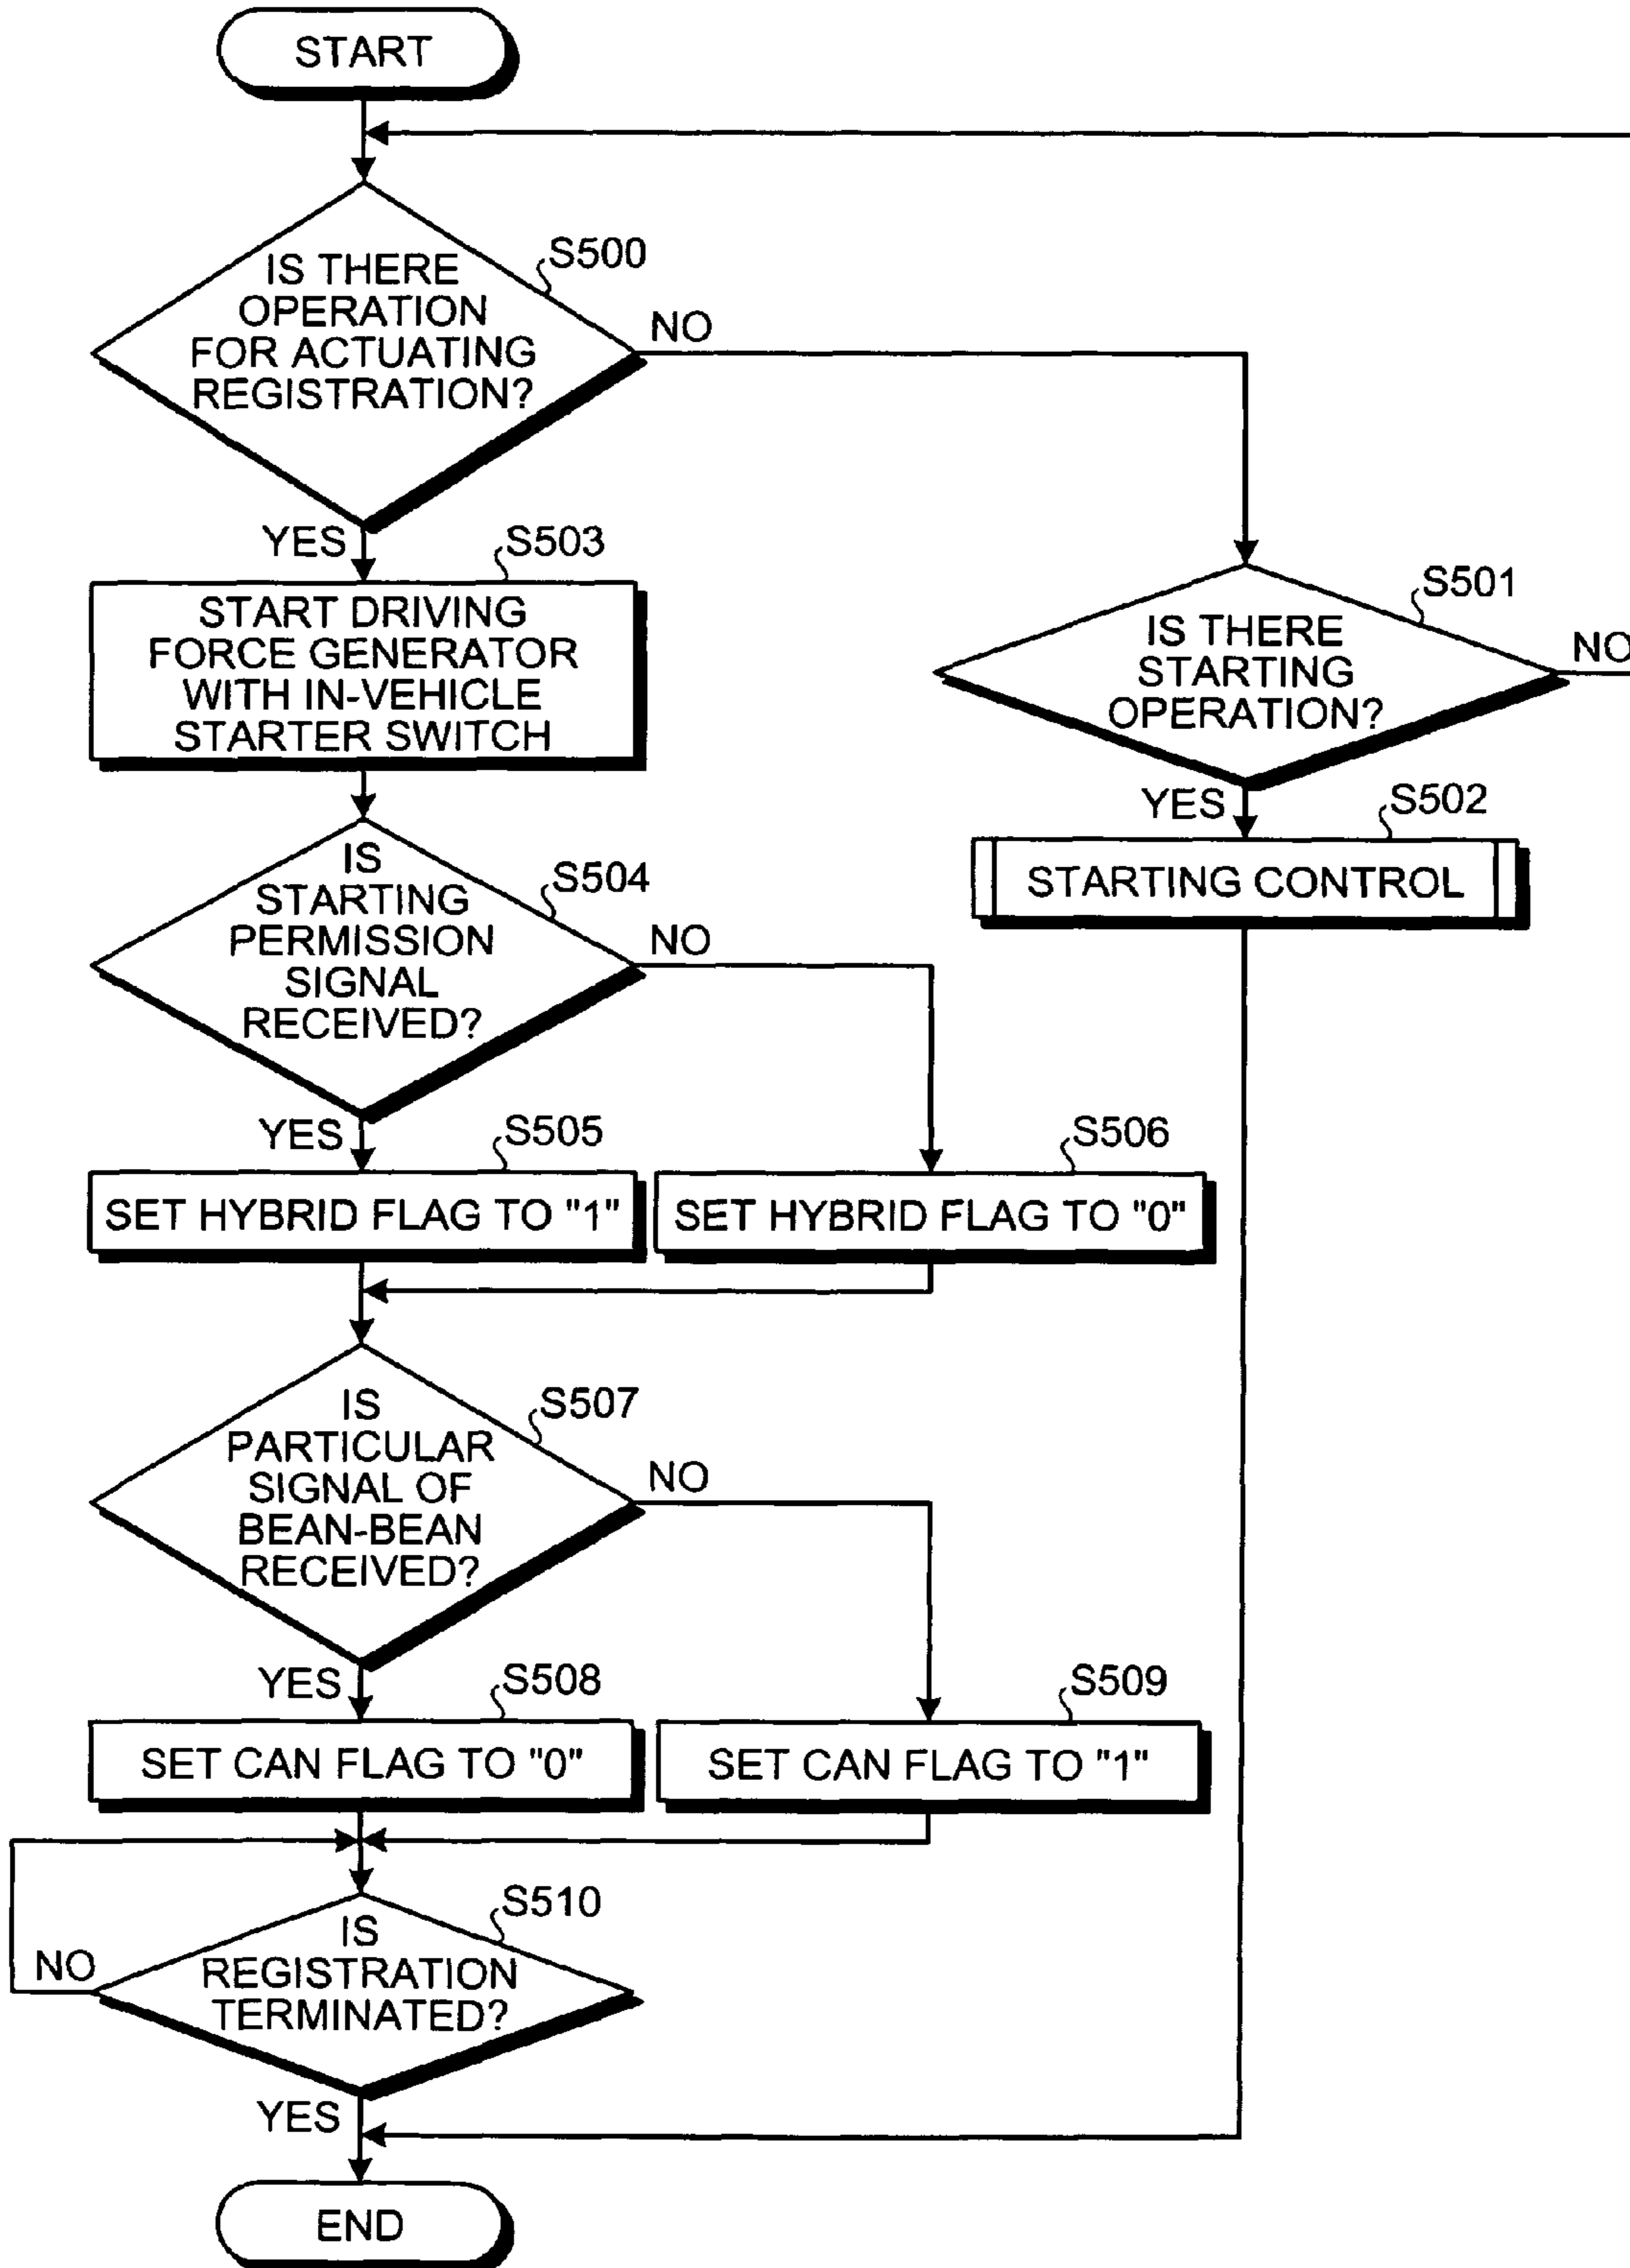 START
S500
IS THERE
OPERATION
FOR ACTUATING
REGISTRATION?
NO
YES
S503
START DRIVING
FORCE GENERATOR
WITH IN-VEHICLE
STARTER SWITCH
S501
IS THERE
STARTING
OPERATION?
NO
YES
S502
STARTING CONTROL
S504
IS
STARTING
PERMISSION
SIGNAL
RECEIVED?
NO
YES
S505
SET HYBRID FLAG TO "1"
S506
SET HYBRID FLAG TO "0"
S507
IS
PARTICULAR
SIGNAL OF
BEAN-BEAN
RECEIVED?
NO
YES
S508
SET CAN FLAG TO "0"
S509
SET CAN FLAG TO "1"
S510
IS
REGISTRATION
TERMINATED?
NO
YES
END